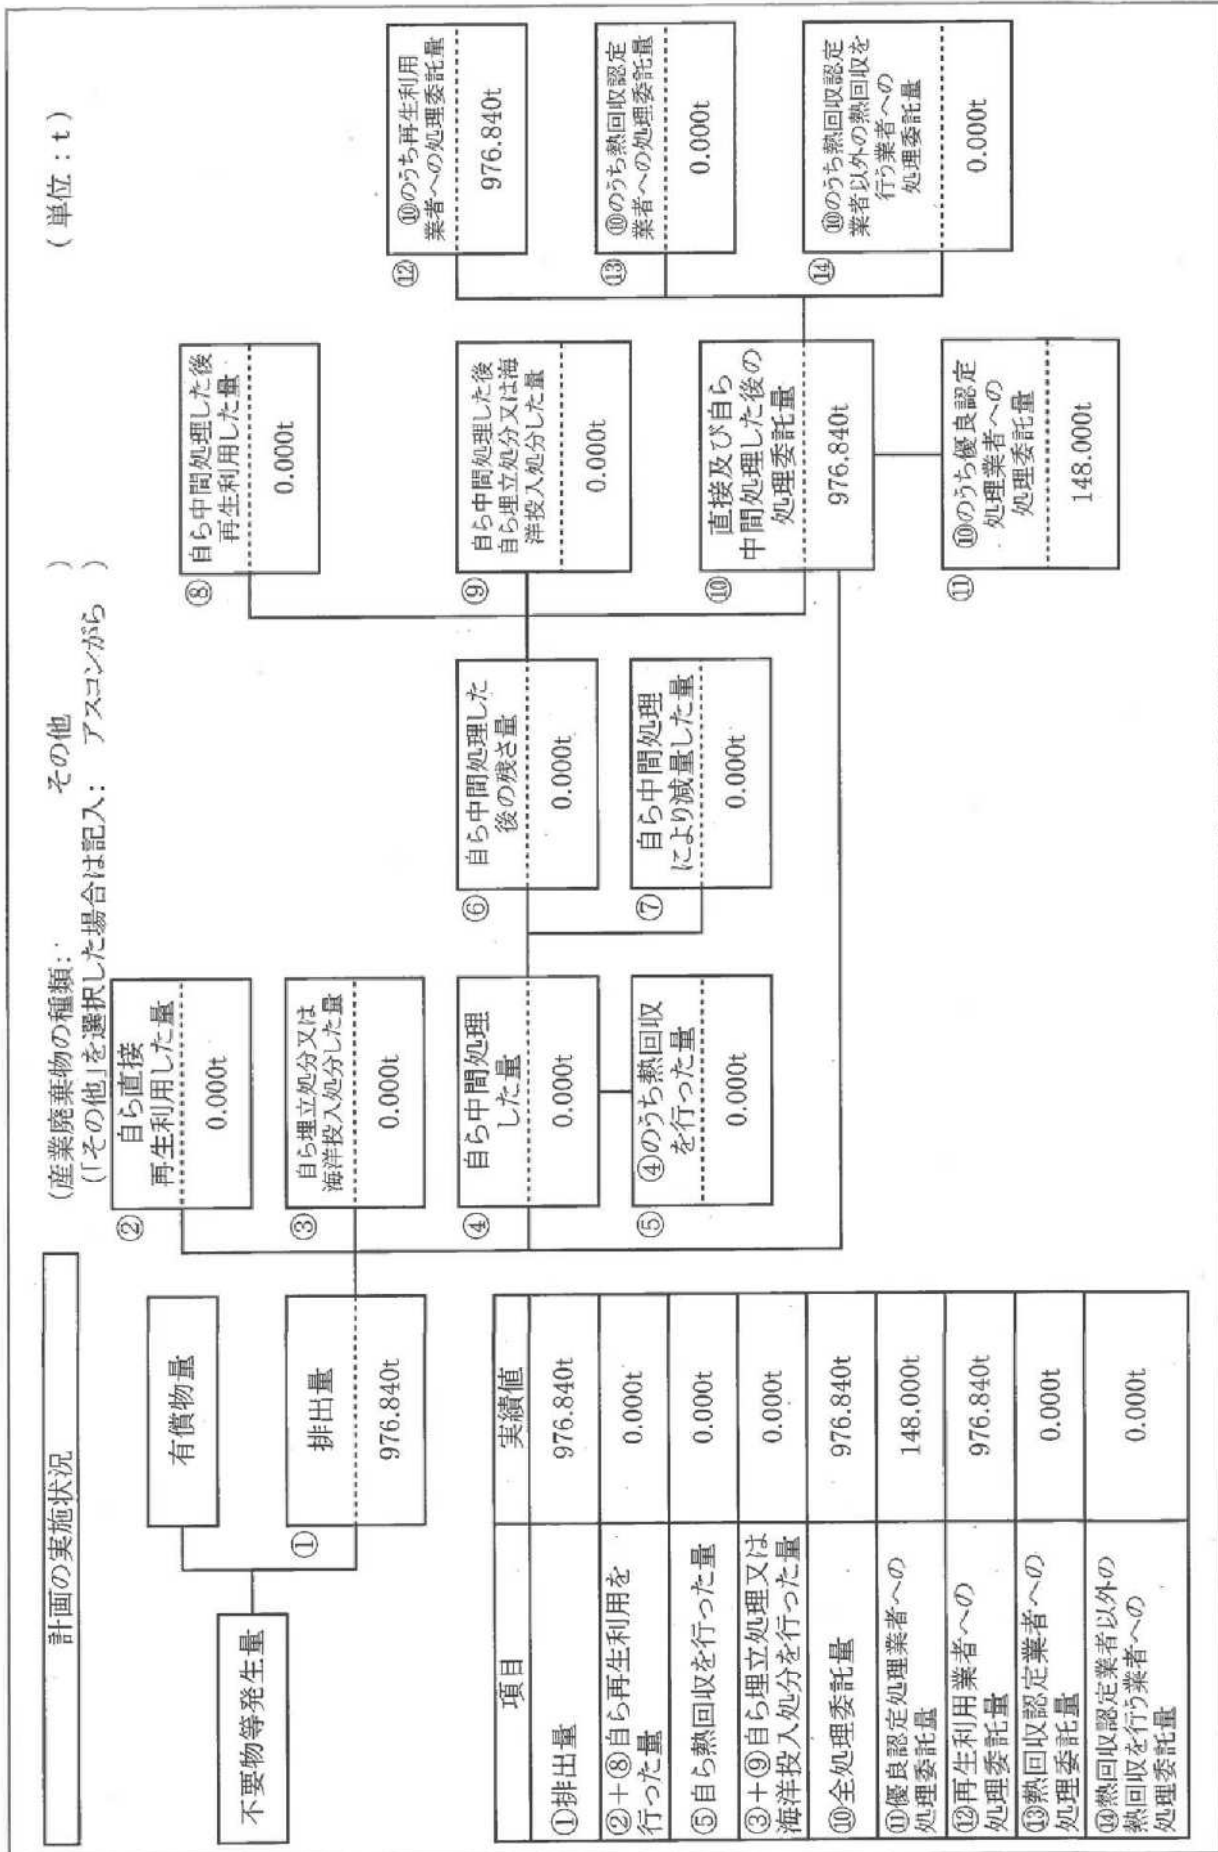 計画の実施状況
(産業廃棄物の種類: その他 )
(「その他」を選択した場合は記入: アスコンがら )
(単位:t)
不要物等発生量
有償物量
①
排出量
976.840t
②
自ら直接
再生利用した量
0.000t
③
自ら埋立処分又は
海洋投入処分した量
0.000t
④
自ら中間処理
した量
0.000t
⑤
④のうち熱回収
を行った量
0.000t
⑥
自ら中間処理した
後の残さ量
0.000t
⑦
自ら中間処理
により減量した量
0.000t
⑧
自ら中間処理した後
再生利用した量
0.000t
⑨
自ら中間処理した後
自ら埋立処分又は海
洋投入処分した量
0.000t
⑩
直接及び自ら
中間処理した後の
処理委託量
976.840t
⑪
⑩のうち優良認定
処理業者への
処理委託量
148.000t
⑫
⑩のうち再生利用
業者への処理委託量
976.840t
⑬
⑩のうち熱回収認定
業者への処理委託量
0.000t
⑭
⑩のうち熱回収認定
業者以外の熱回収を
行う業者への
処理委託量
0.000t
項目 実績値
①排出量 976.840t
②+⑧自ら再生利用を
行った量 0.000t
⑤自ら熱回収を行った量 0.000t
③+⑨自ら埋立処理又は
海洋投入処分を行った量 0.000t
⑩全処理委託量 976.840t
⑪優良認定処理業者への
処理委託量 148.000t
⑫再生利用業者への
処理委託量 976.840t
⑬熱回収認定業者への
処理委託量 0.000t
⑭熱回収認定業者以外の
熱回収を行う業者への
処理委託量 0.000t